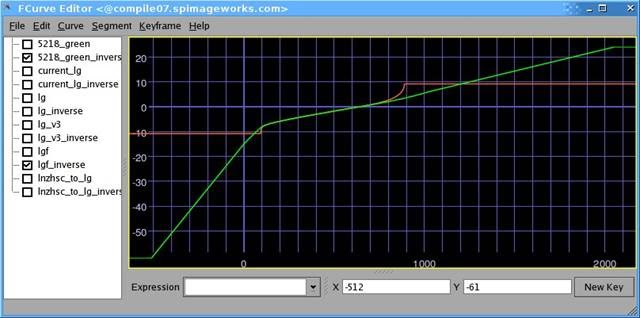 FCurve Editor <@compile07.spimageworks.com>
File Edit Curve Segment Keyframe Help
5218_green
5218_green_invers
current_lg
current_lg_inverse
lg
lg_inverse
lg_v3
lg_v3_inverse
lgf
lgf_inverse
lnzhsc_to_lg
lnzhsc_to_lg_invers
20
10
0
-10
-20
-30
-40
-50
0 1000 2000
Expression X -512 Y -61 New Key